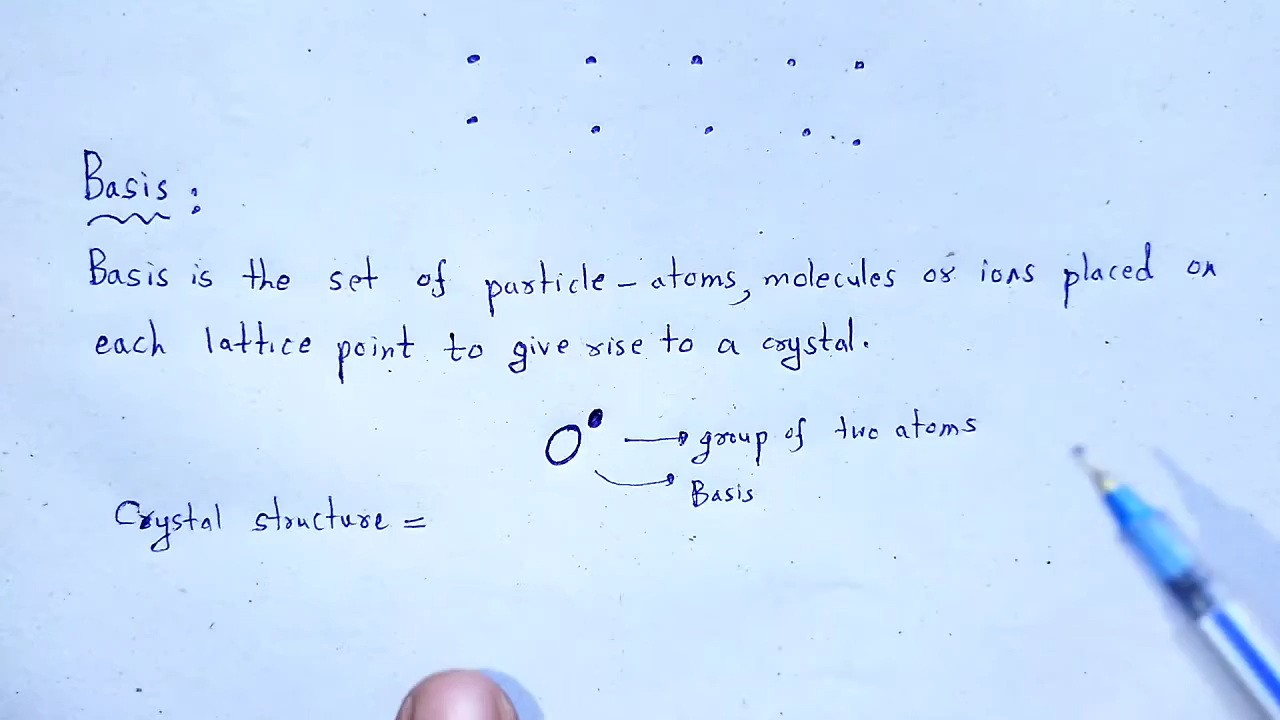 Basis :
Basis is the set of particle - atoms, molecules or ions placed on
each lattice point to give rise to a crystal.
group of two atoms
Basis
Crystal structure =